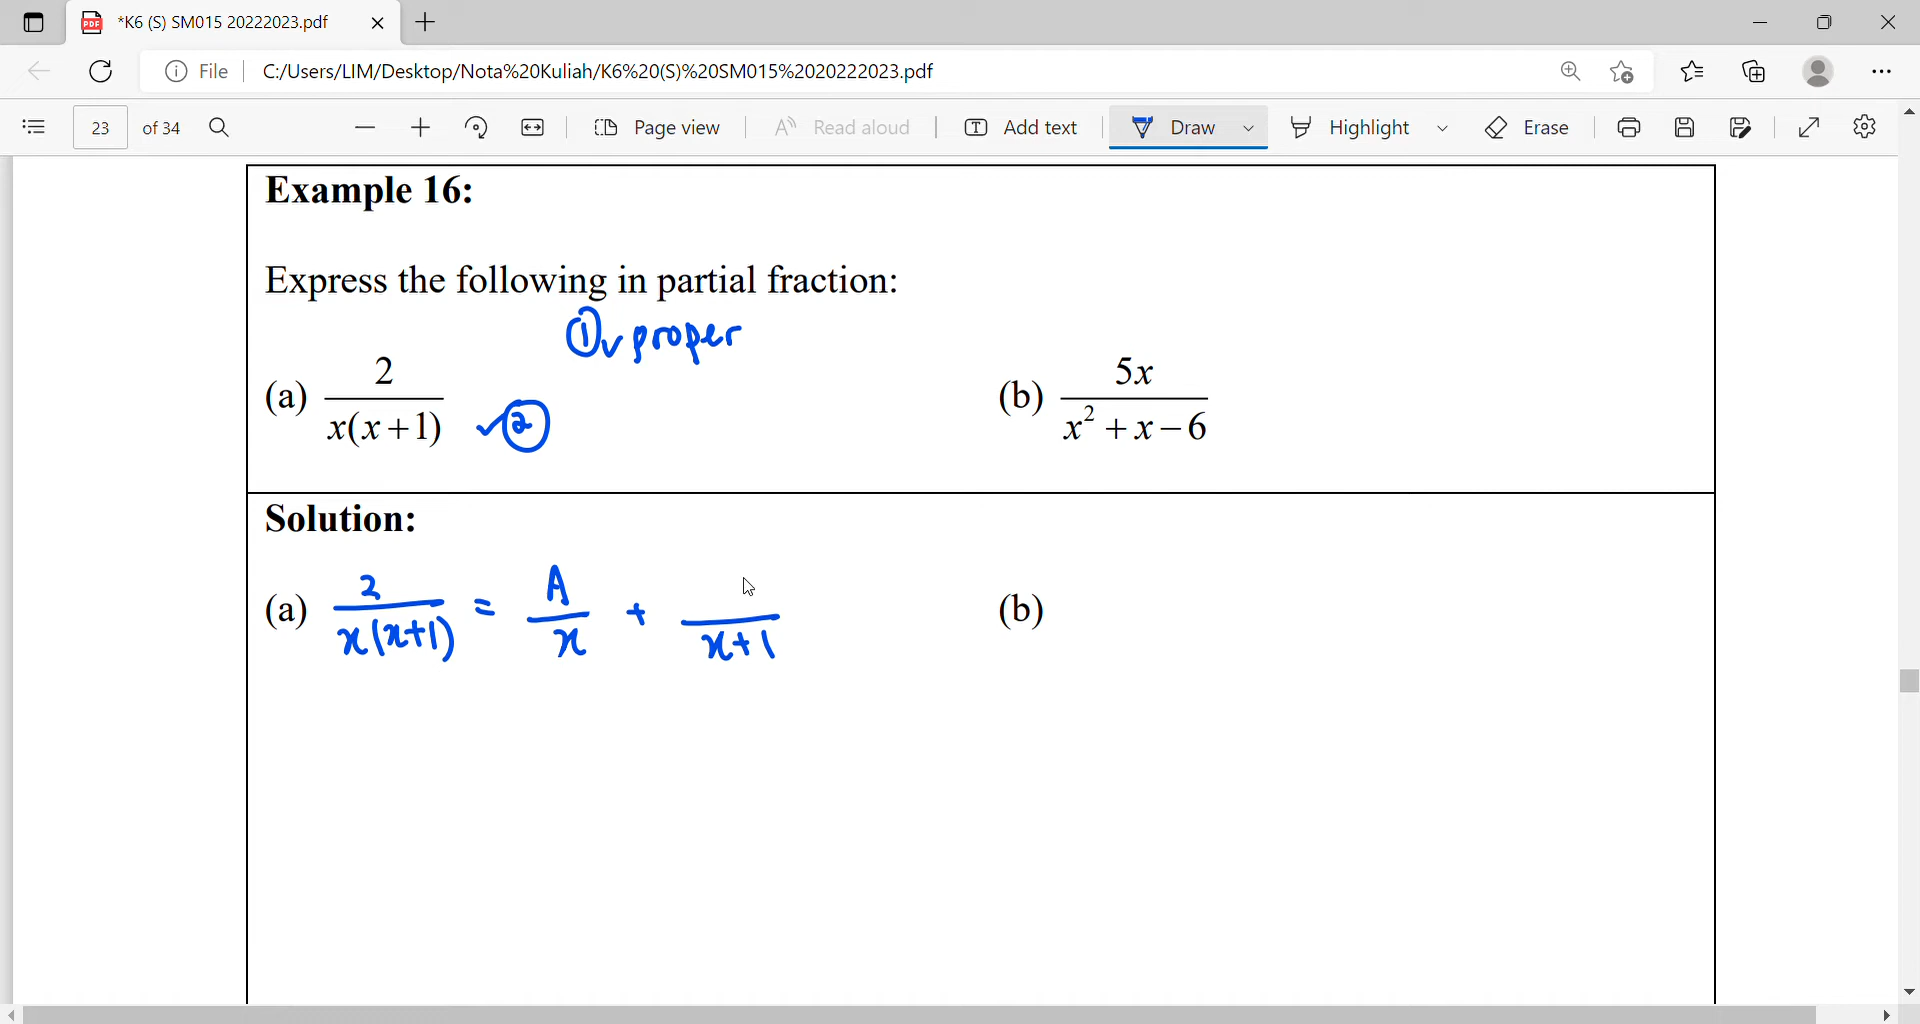 *K6 (S) SM015 20222023.pdf
File C:/Users/LIM/Desktop/Nota%20Kuliah/K6%20(S)%20SM015%2020222023.pdf
23 of 34 Page view Read aloud Add text Draw Highlight Erase
Example 16:
Express the following in partial fraction:
① ✓ proper
(a) 2/(x(x+1)) ✓②
(b) 5x/(x²+x−6)
Solution:
(a) 2/(x(x+1)) = A/x + /(x+1)
(b)